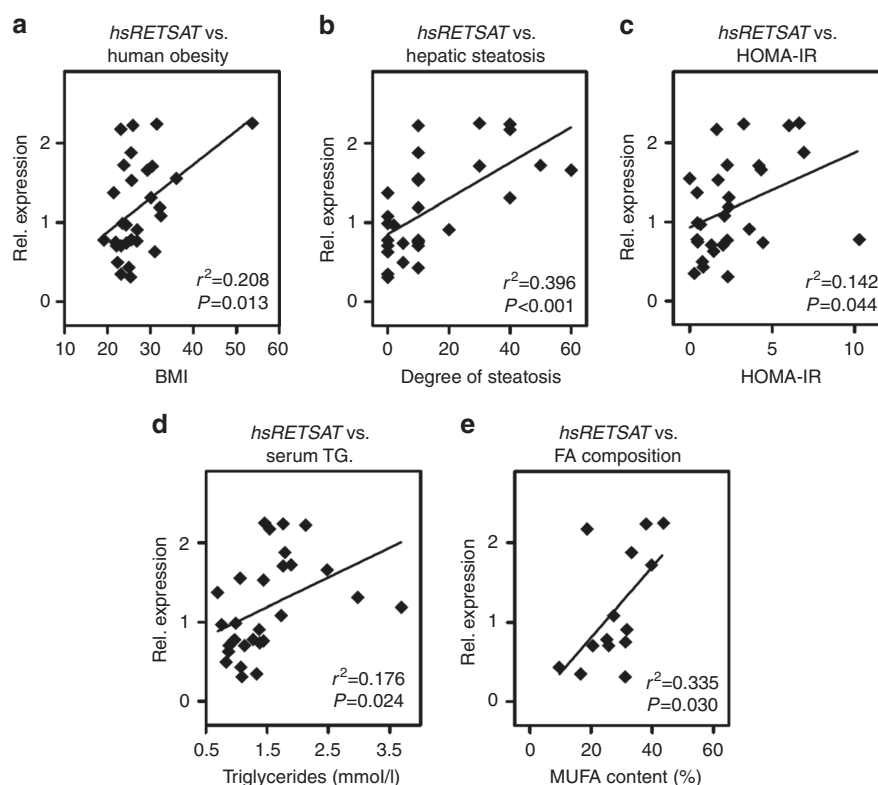 a
hsRETSAT vs.
human obesity
Rel. expression
2
1
0
r²=0.208
P=0.013
10 20 30 40 50 60
BMI
b
hsRETSAT vs.
hepatic steatosis
Rel. expression
2
1
0
r²=0.396
P<0.001
0 20 40 60
Degree of steatosis
c
hsRETSAT vs.
HOMA-IR
Rel. expression
2
1
0
r²=0.142
P=0.044
0 5 10
HOMA-IR
d
hsRETSAT vs.
serum TG.
Rel. expression
2
1
0
r²=0.176
P=0.024
0.5 1.5 2.5 3.5
Triglycerides (mmol/l)
e
hsRETSAT vs.
FA composition
Rel. expression
2
1
0
r²=0.335
P=0.030
0 20 40 60
MUFA content (%)